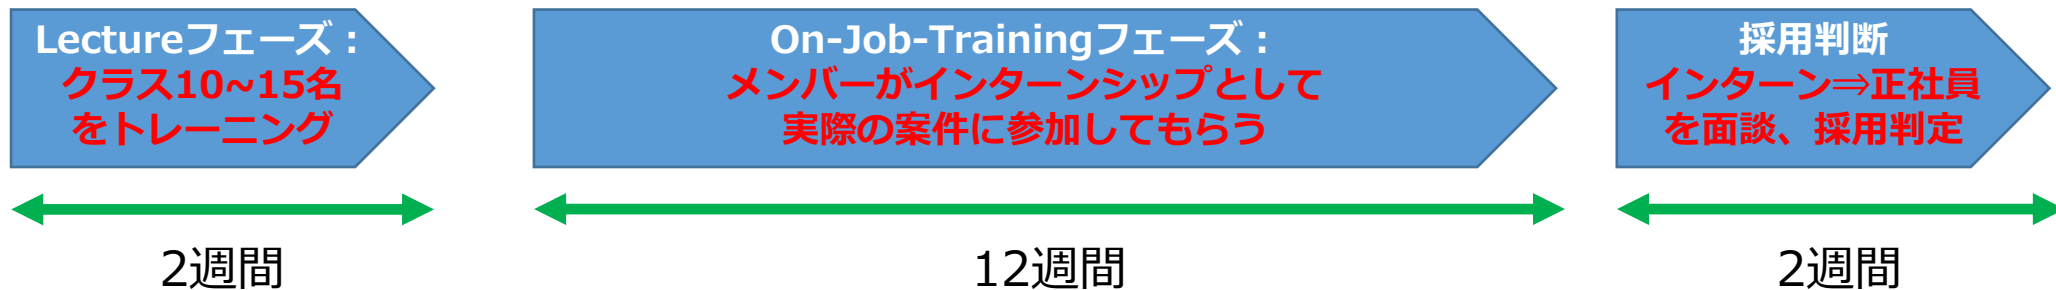 Lectureフェーズ：
クラス10~15名
をトレーニング
On-Job-Trainingフェーズ：
メンバーがインターンシップとして
実際の案件に参加してもらう
採用判断
インターン⇒正社員
を面談、採用判定
2週間
12週間
2週間